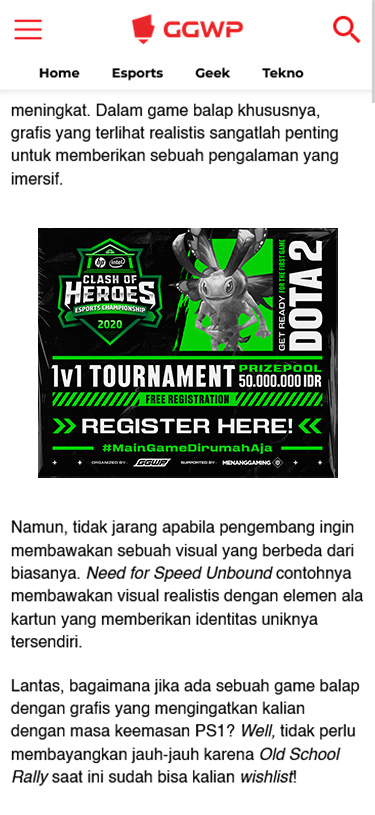 GGWP
Home Esports Geek Tekno
meningkat. Dalam game balap khususnya,
grafis yang terlihat realistis sangatlah penting
untuk memberikan sebuah pengalaman yang
imersif.
hp intel
CLASH OF
HEROES
ESPORTS CHAMPIONSHIP
2020
GET READY FOR THE FIRST GAME
DOTA 2
1v1 TOURNAMENT PRIZEPOOL
50.000.000 IDR
FREE REGISTRATION
REGISTER HERE!
#MainGameDirumahAja
ORGANIZED BY: GGWP SUPPORTED BY: MENANGGAMING
Namun, tidak jarang apabila pengembang ingin
membawakan sebuah visual yang berbeda dari
biasanya. Need for Speed Unbound contohnya
membawakan visual realistis dengan elemen ala
kartun yang memberikan identitas uniknya
tersendiri.
Lantas, bagaimana jika ada sebuah game balap
dengan grafis yang mengingatkan kalian
dengan masa keemasan PS1? Well, tidak perlu
membayangkan jauh-jauh karena Old School
Rally saat ini sudah bisa kalian wishlist!